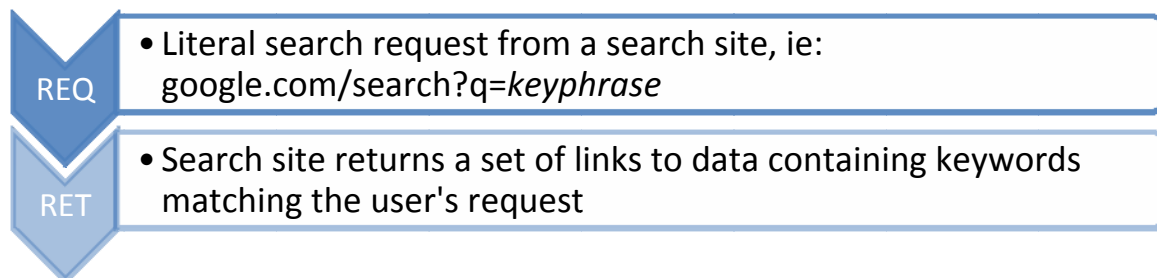 REQ
• Literal search request from a search site, ie:
google.com/search?q=keyphrase
RET
• Search site returns a set of links to data containing keywords
matching the user's request